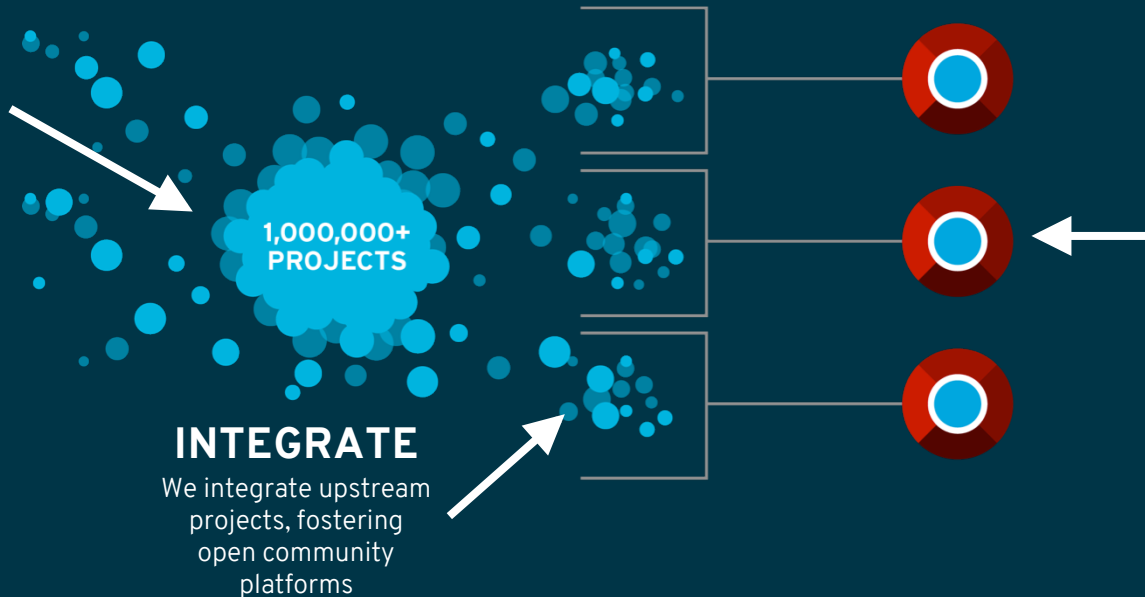 1,000,000+
PROJECTS
INTEGRATE
We integrate upstream
projects, fostering
open community
platforms